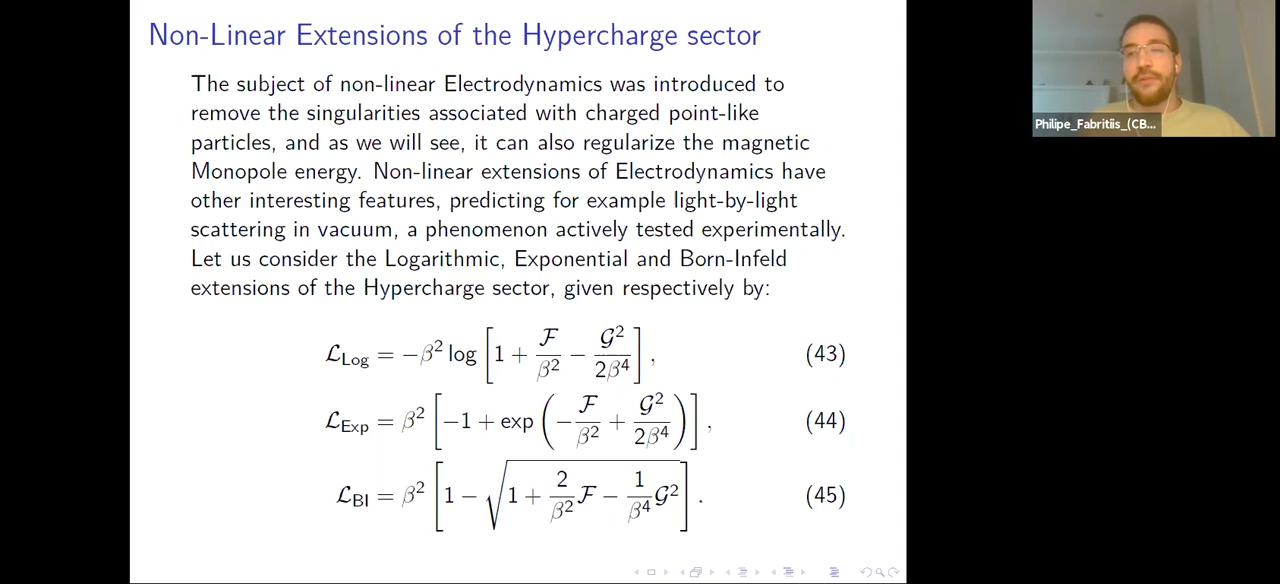 Non-Linear Extensions of the Hypercharge sector
The subject of non-linear Electrodynamics was introduced to
remove the singularities associated with charged point-like
particles, and as we will see, it can also regularize the magnetic
Monopole energy. Non-linear extensions of Electrodynamics have
other interesting features, predicting for example light-by-light
scattering in vacuum, a phenomenon actively tested experimentally.
Let us consider the Logarithmic, Exponential and Born-Infeld
extensions of the Hypercharge sector, given respectively by:
ℒ_Log = −β² log [1 + ℱ/β² − 𝒢²/2β⁴] , (43)
ℒ_Exp = β² [−1 + exp (−ℱ/β² + 𝒢²/2β⁴)] , (44)
ℒ_BI = β² [1 − √(1 + 2/β² ℱ − 1/β⁴ 𝒢²)] . (45)
Philipe_Fabritiis_(CB...